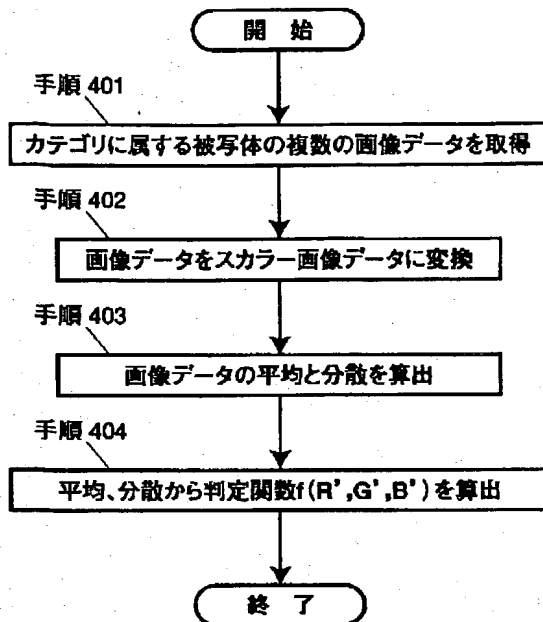 開 始
手順 401
カテゴリに属する被写体の複数の画像データを取得
手順 402
画像データをスカラー画像データに変換
手順 403
画像データの平均と分散を算出
手順 404
平均、分散から判定関数f(R',G',B')を算出
終 了